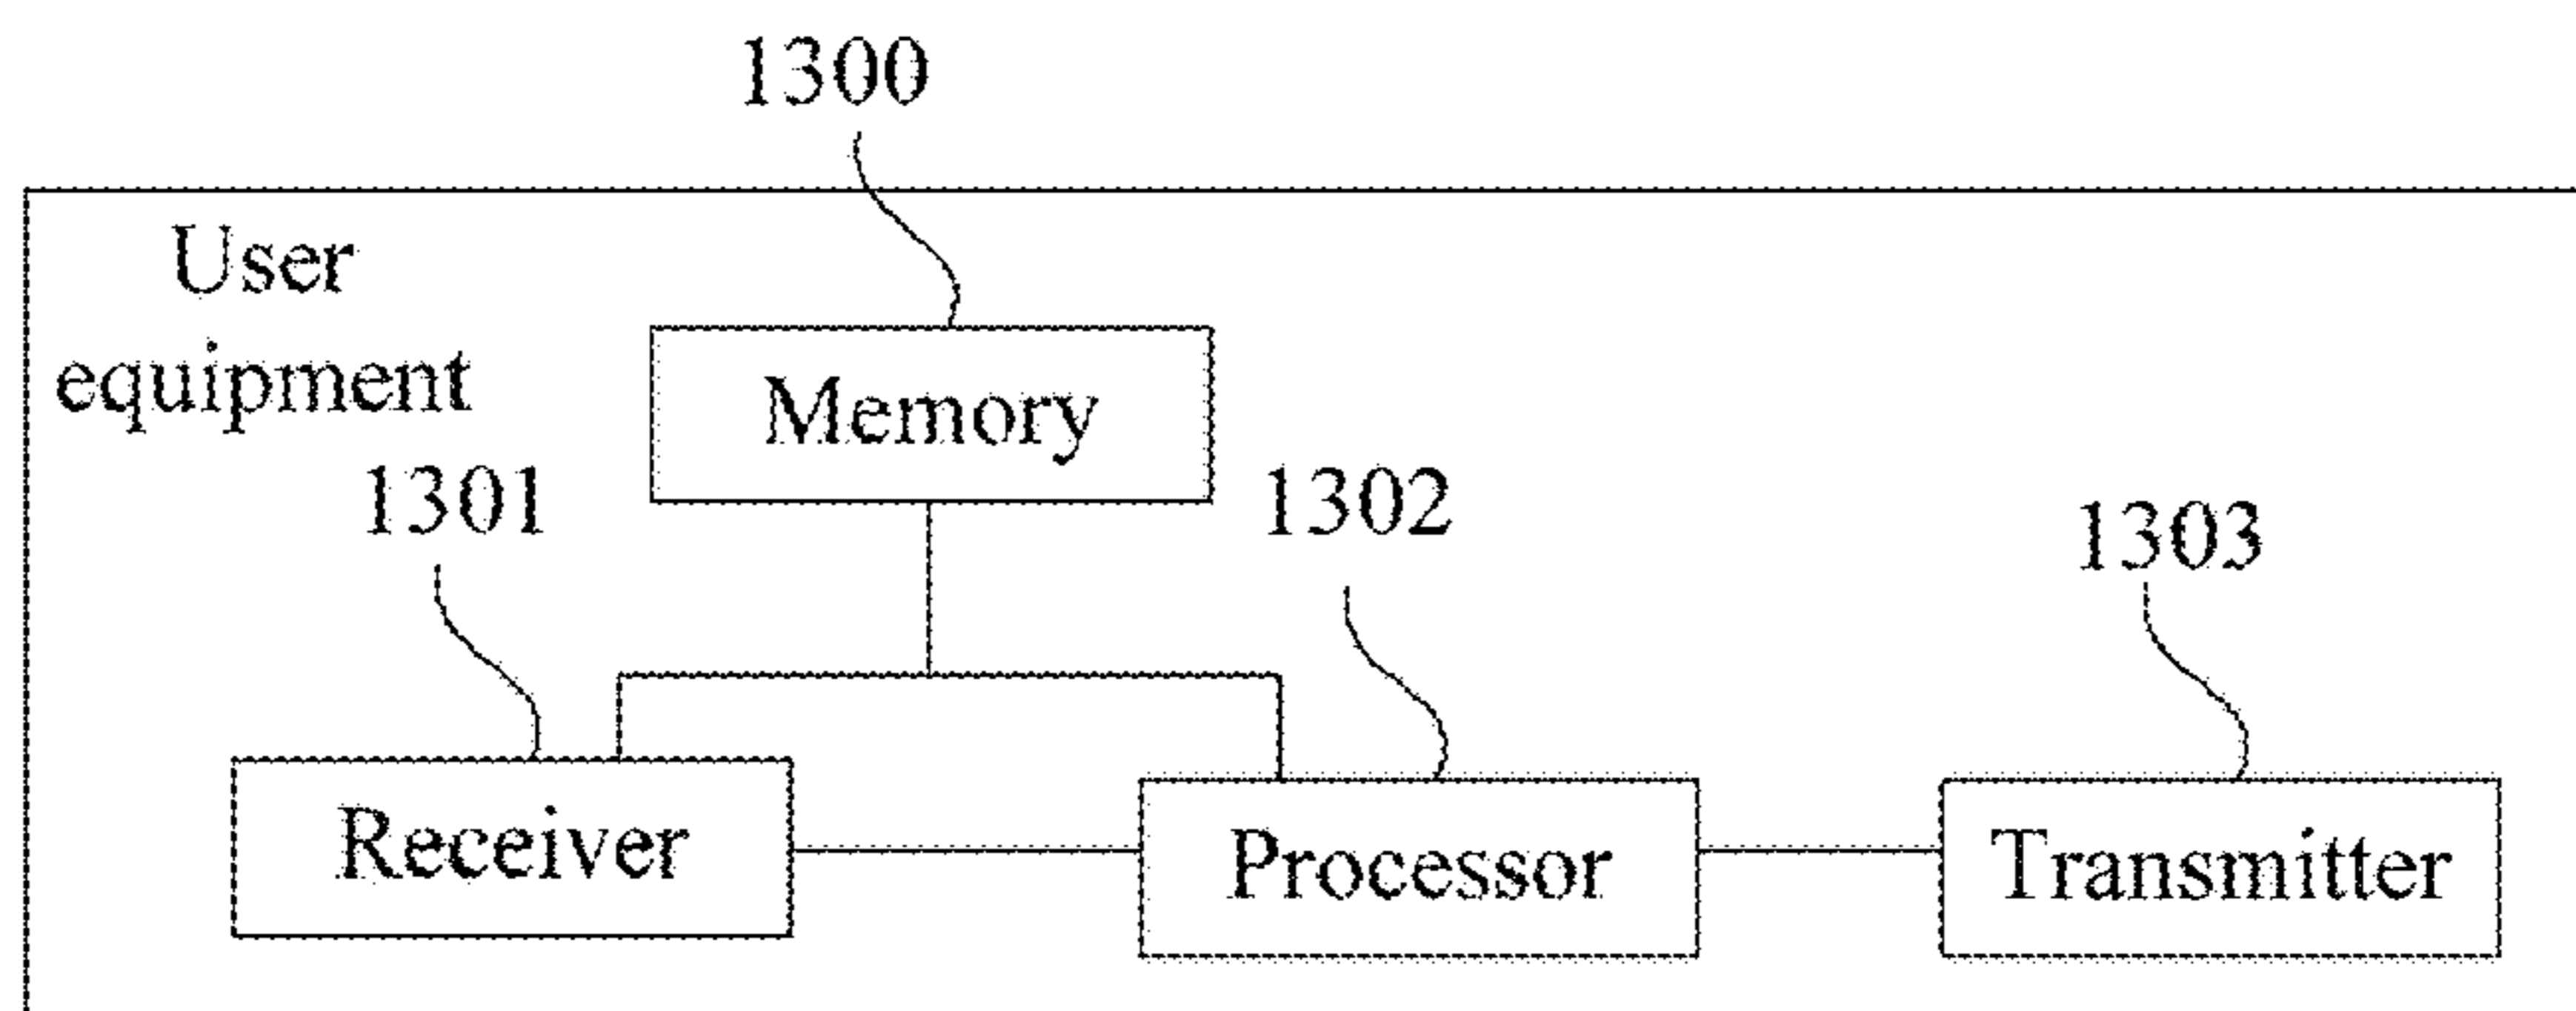 1300
User
equipment
Memory
1301
1302
1303
Receiver
Processor
Transmitter